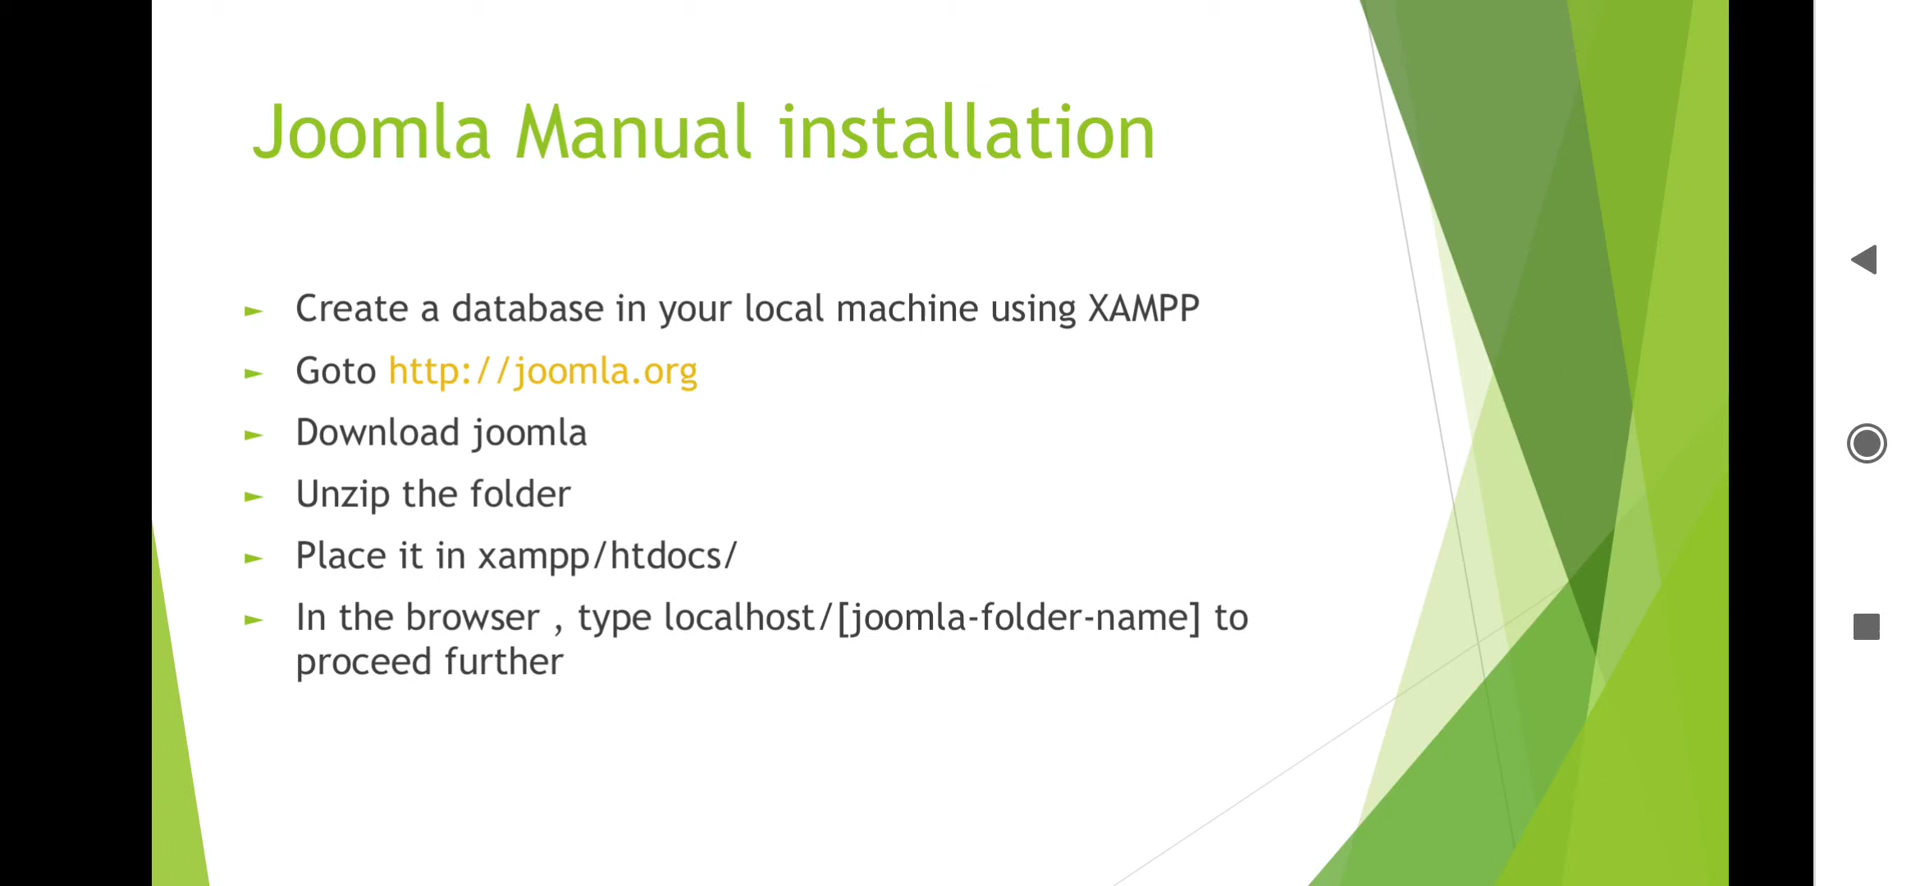 Joomla Manual installation
Create a database in your local machine using XAMPP
Goto http://joomla.org
Download joomla
Unzip the folder
Place it in xampp/htdocs/
In the browser , type localhost/[joomla-folder-name] to
proceed further